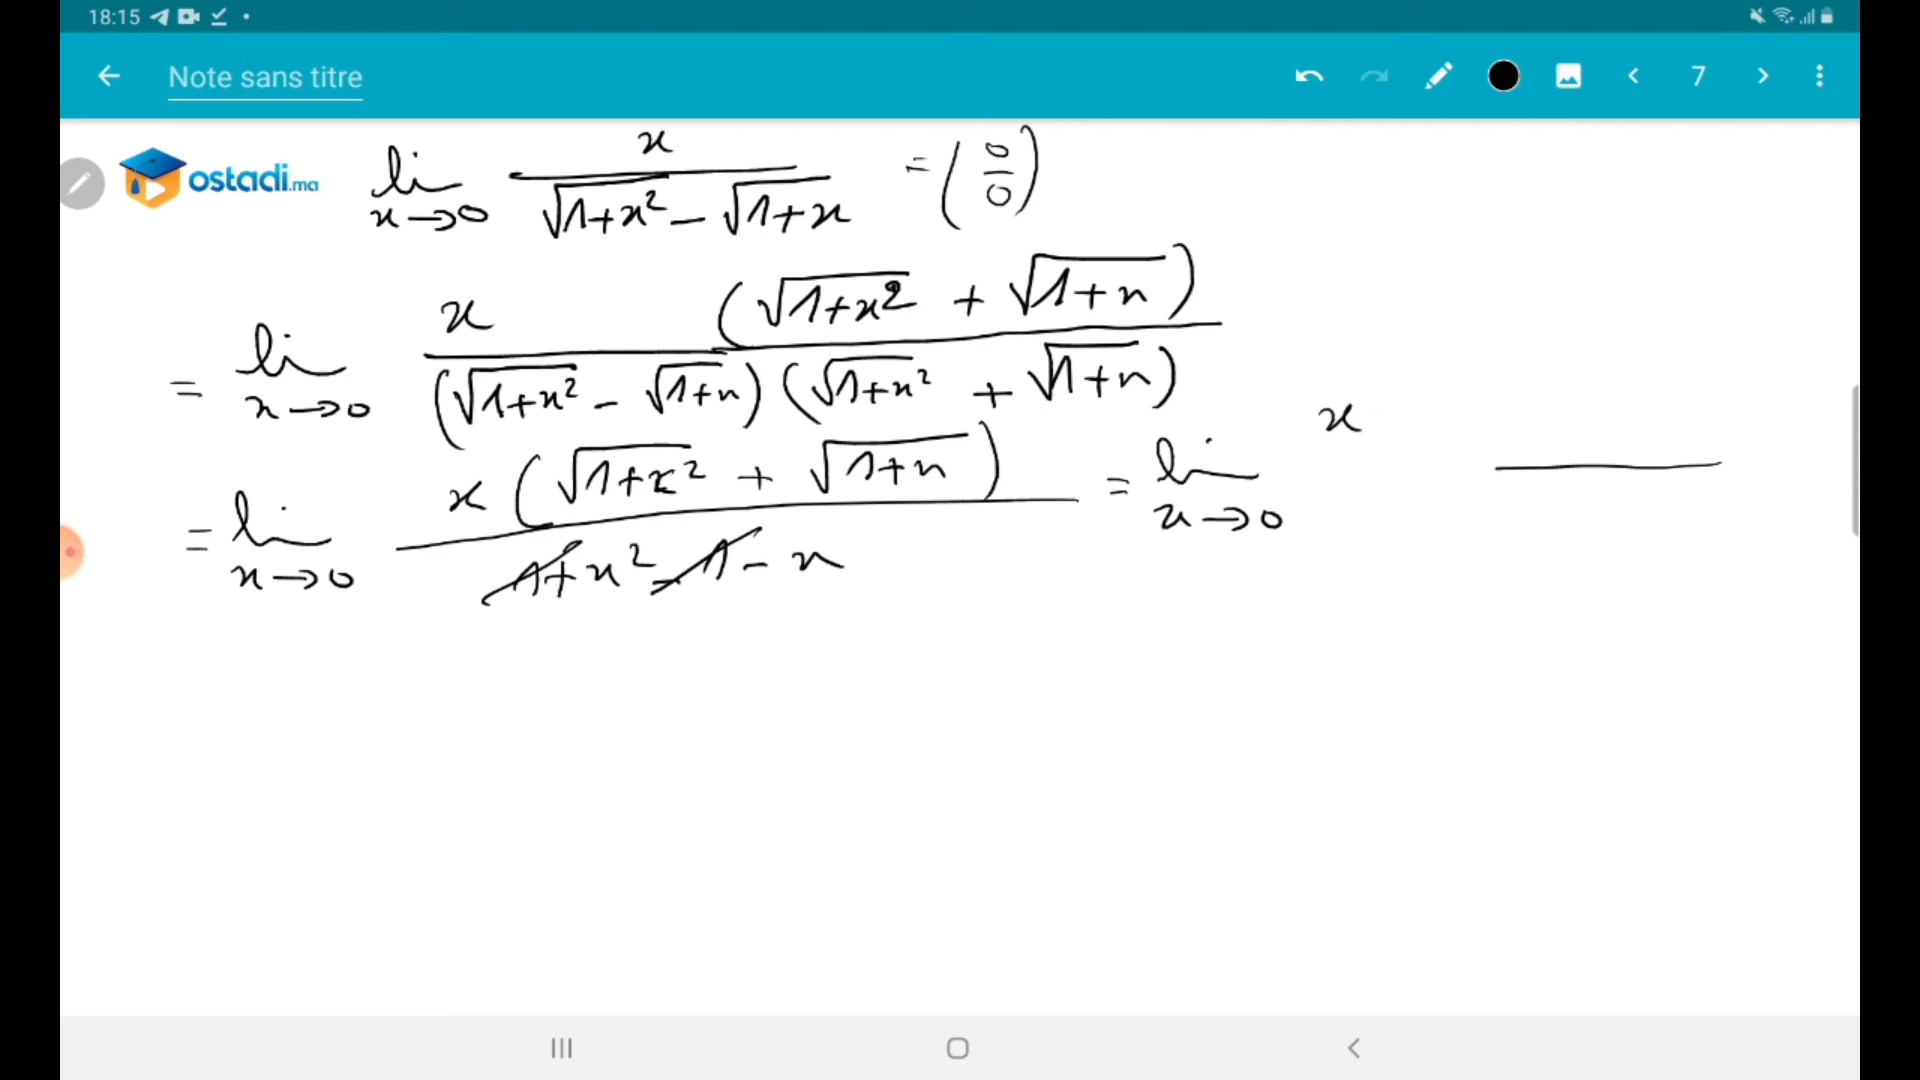 18:15
Note sans titre
7
ostadi.ma
lim x→0 x / (√1+x² − √1+x) = (0/0)
= lim x→0 x (√1+x² + √1+x) / (√1+x² − √1+x) (√1+x² + √1+x)
= lim x→0 x (√1+x² + √1+x) / 1+x² − 1 − x = lim x→0 x